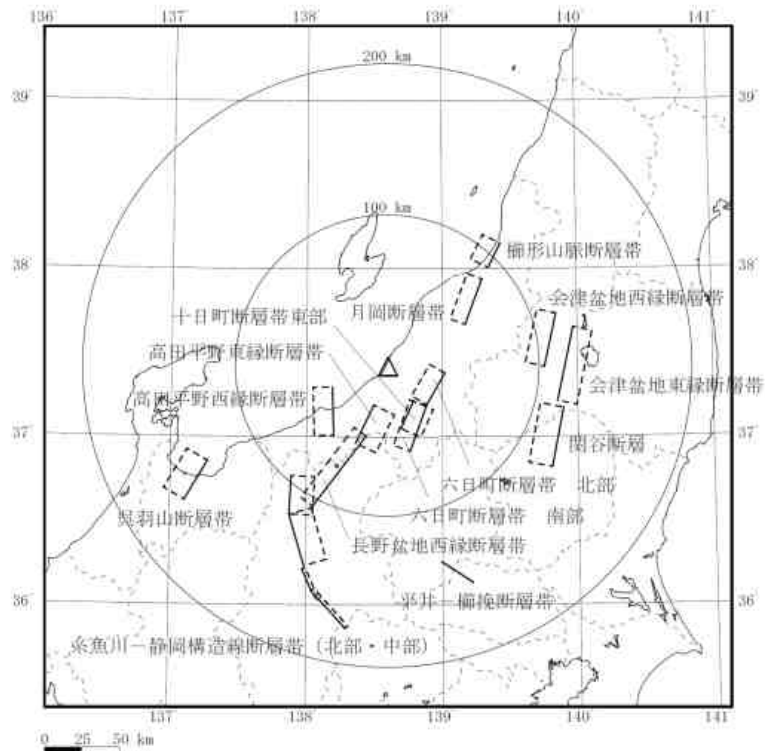 136° 137° 138° 139° 140° 141°
200 km
39° 39°
100 km
櫛形山脈断層帯
38° 38°
月岡断層帯
会津盆地西縁断層帯
十日町断層帯東部
高田平野東縁断層帯
高田平野西縁断層帯
会津盆地東縁断層帯
37° 37°
関谷断層
六日町断層帯 北部
呉羽山断層帯
六日町断層帯 南部
長野盆地西縁断層帯
平井－櫛挽断層帯
36° 36°
糸魚川－静岡構造線断層帯（北部・中部）
137° 138° 139° 140° 141°
0 25 50 km